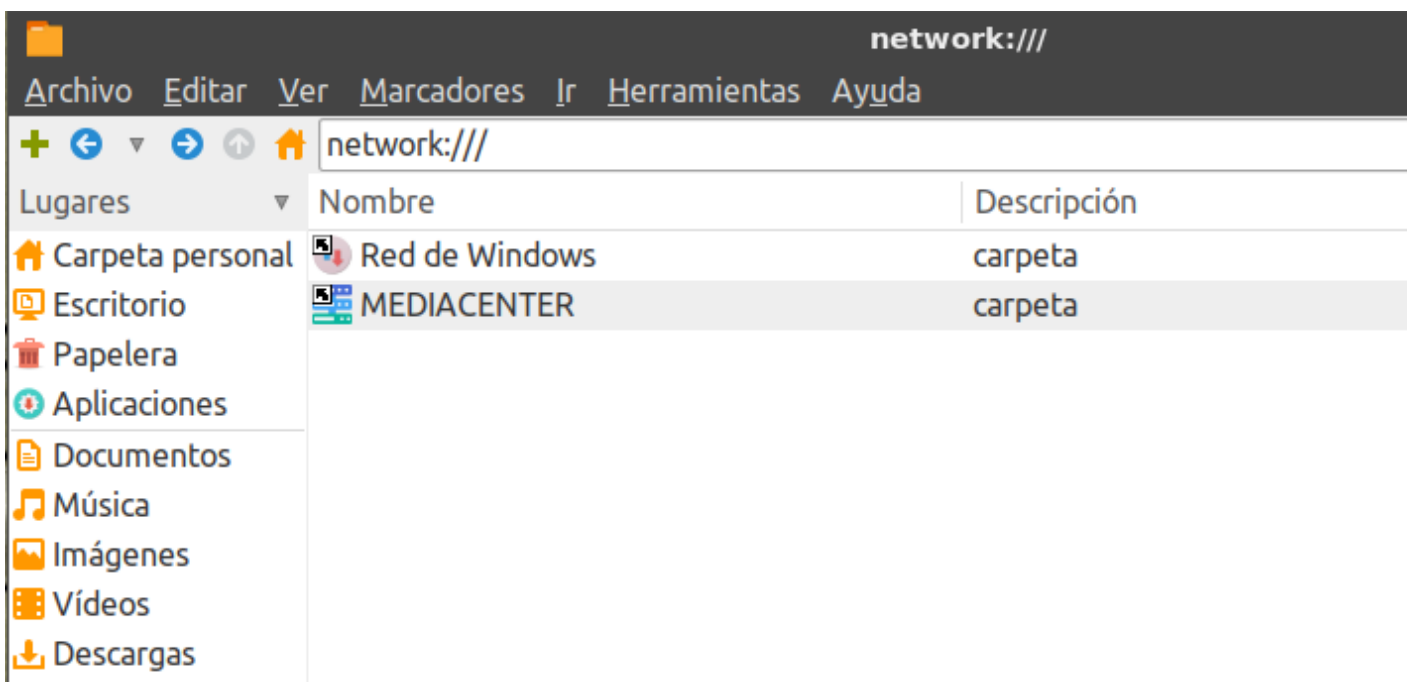 network:///
Archivo Editar Ver Marcadores Ir Herramientas Ayuda
network:///
Lugares Nombre Descripción
Carpeta personal Red de Windows carpeta
Escritorio MEDIACENTER carpeta
Papelera
Aplicaciones
Documentos
Música
Imágenes
Vídeos
Descargas